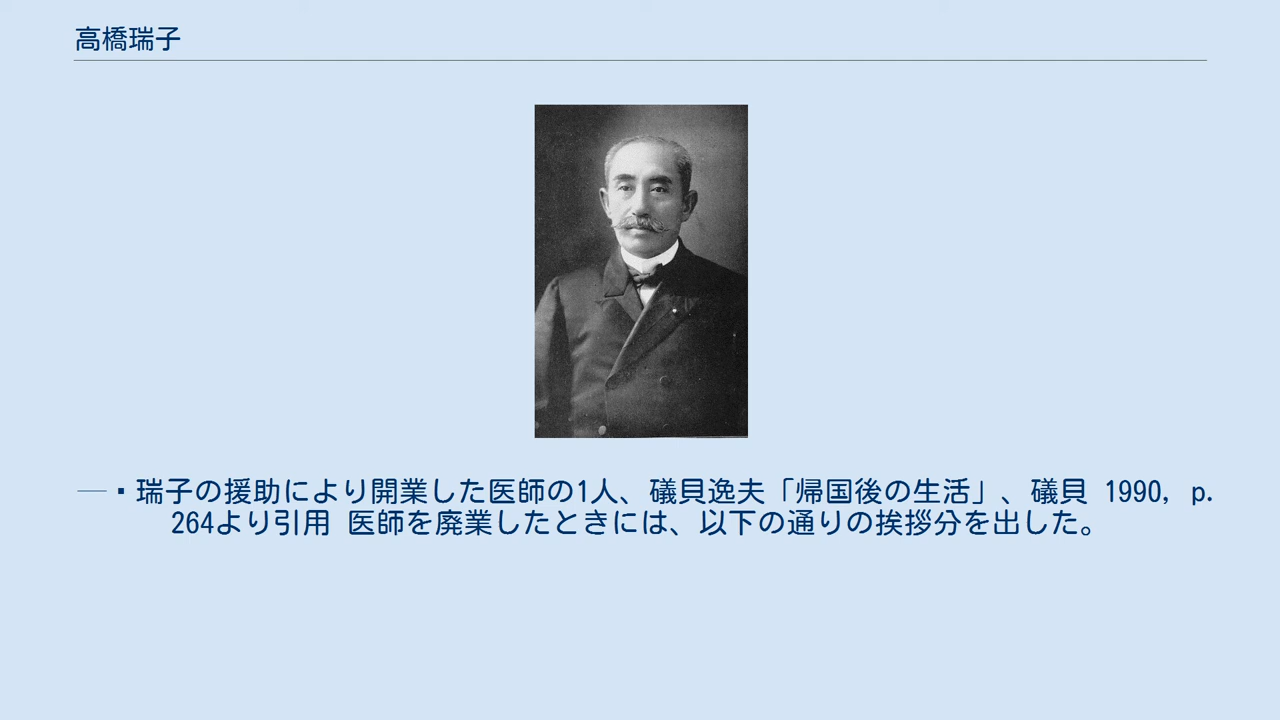 高橋瑞子
―・瑞子の援助により開業した医師の1人、礒貝逸夫「帰国後の生活」、礒貝 1990, p.
264より引用 医師を廃業したときには、以下の通りの挨拶分を出した。